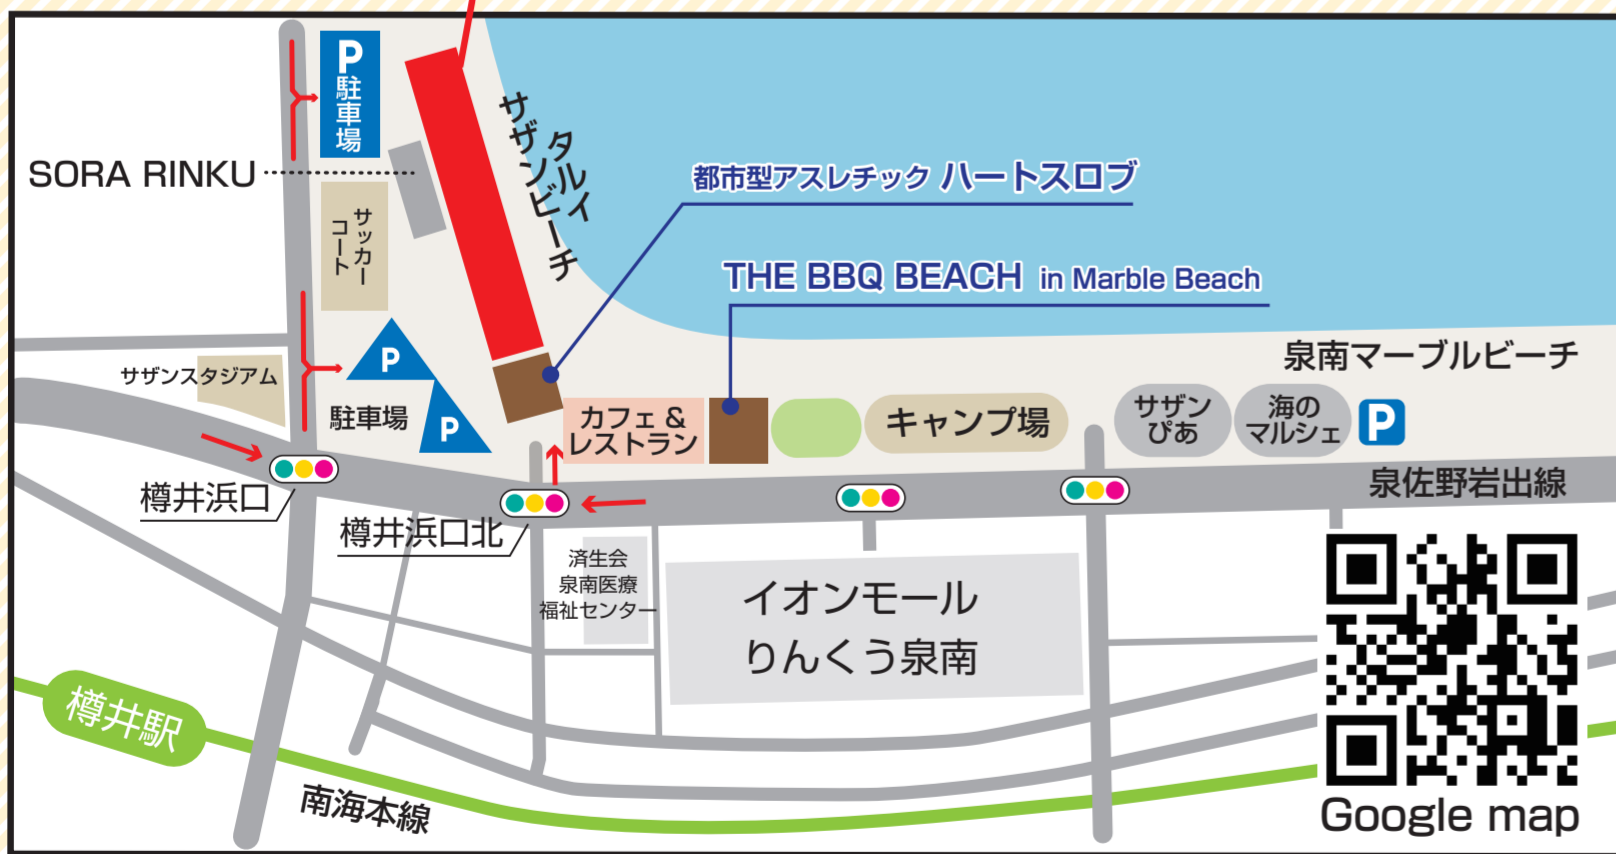 P
駐車場
SORA RINKU
サッカー
コート
タルイ
サザンビーチ
都市型アスレチック ハートスロブ
THE BBQ BEACH in Marble Beach
泉南マーブルビーチ
サザンスタジアム
P
駐車場
P
カフェ &
レストラン
キャンプ場
サザン
ぴあ
海の
マルシェ
P
泉佐野岩出線
樽井浜口
樽井浜口北
済生会
泉南医療
福祉センター
イオンモール
りんくう泉南
樽井駅
南海本線
Google map